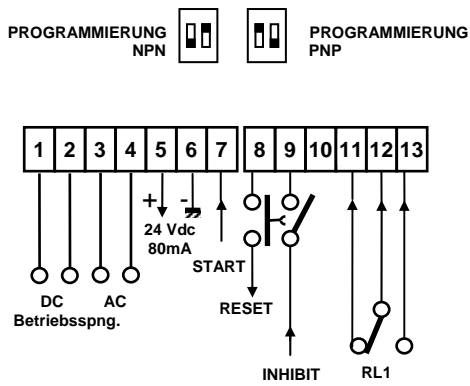 PROGRAMMIERUNG NPN
PROGRAMMIERUNG PNP
1 2 3 4 5 6 7 8 9 10 11 12 13
+ -
24 Vdc
80mA
START
DC AC
Betriebsspng.
RESET
INHIBIT
RL1